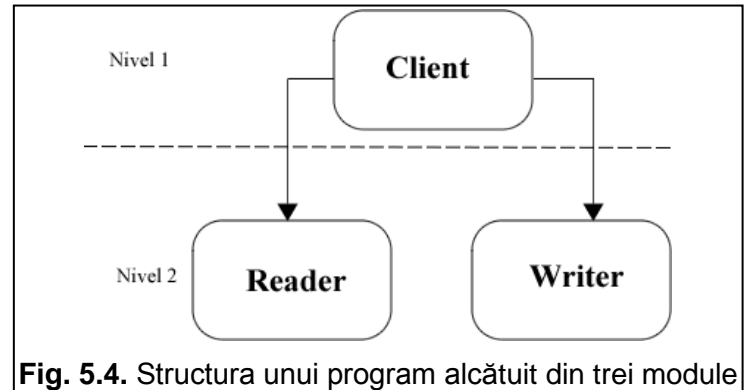 Nivel 1
Client
Nivel 2
Reader
Writer
Fig. 5.4. Structura unui program alcătuit din trei module